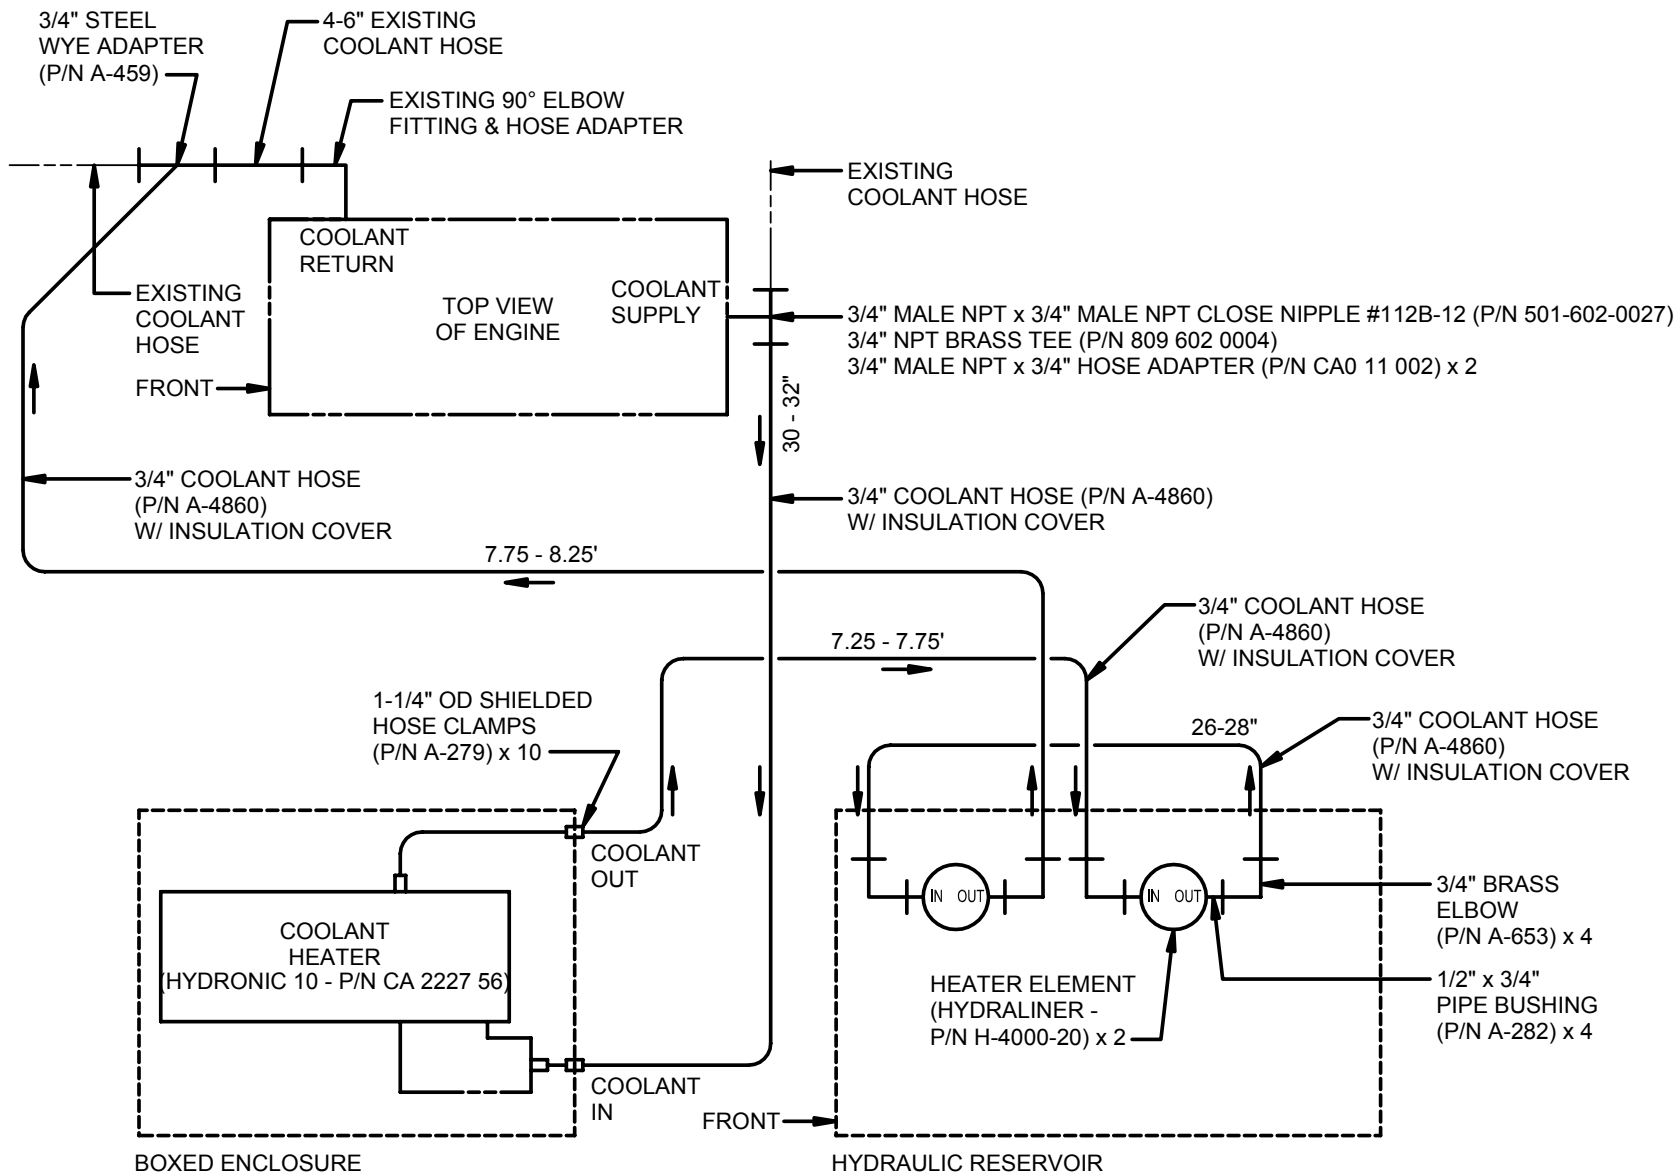 3/4" STEEL
WYE ADAPTER
(P/N A-459)
4-6" EXISTING
COOLANT HOSE
EXISTING 90° ELBOW
FITTING & HOSE ADAPTER
EXISTING
COOLANT HOSE
COOLANT
RETURN
EXISTING
COOLANT
HOSE
TOP VIEW
OF ENGINE
COOLANT
SUPPLY
3/4" MALE NPT x 3/4" MALE NPT CLOSE NIPPLE #112B-12 (P/N 501-602-0027)
3/4" NPT BRASS TEE (P/N 809 602 0004)
3/4" MALE NPT x 3/4" HOSE ADAPTER (P/N CA0 11 002) x 2
FRONT
30 - 32"
3/4" COOLANT HOSE
(P/N A-4860)
W/ INSULATION COVER
3/4" COOLANT HOSE (P/N A-4860)
W/ INSULATION COVER
7.75 - 8.25'
3/4" COOLANT HOSE
(P/N A-4860)
W/ INSULATION COVER
7.25 - 7.75'
1-1/4" OD SHIELDED
HOSE CLAMPS
(P/N A-279) x 10
26-28"
3/4" COOLANT HOSE
(P/N A-4860)
W/ INSULATION COVER
COOLANT
OUT
IN OUT
IN OUT
3/4" BRASS
ELBOW
(P/N A-653) x 4
COOLANT
HEATER
(HYDRONIC 10 - P/N CA 2227 56)
HEATER ELEMENT
(HYDRALINER -
P/N H-4000-20) x 2
1/2" x 3/4"
PIPE BUSHING
(P/N A-282) x 4
COOLANT
IN
FRONT
BOXED ENCLOSURE
HYDRAULIC RESERVOIR